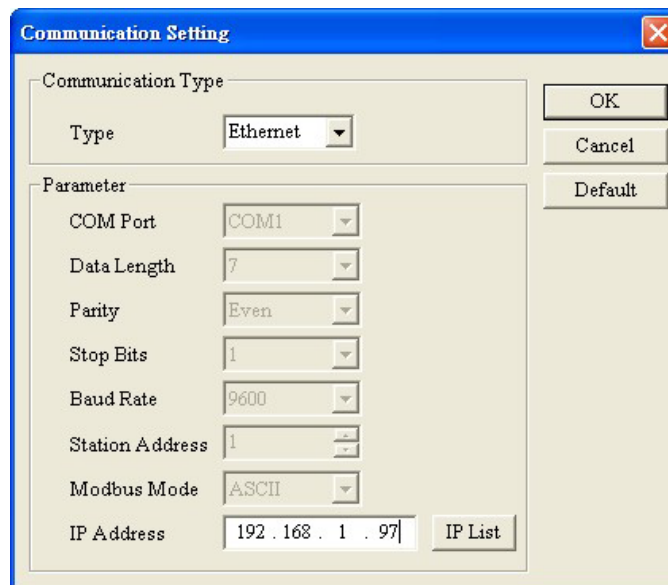 Communication Setting
Communication Type
Type Ethernet
OK
Cancel
Default
Parameter
COM Port COM1
Data Length 7
Parity Even
Stop Bits 1
Baud Rate 9600
Station Address 1
Modbus Mode ASCII
IP Address 192 . 168 . 1 . 97 IP List